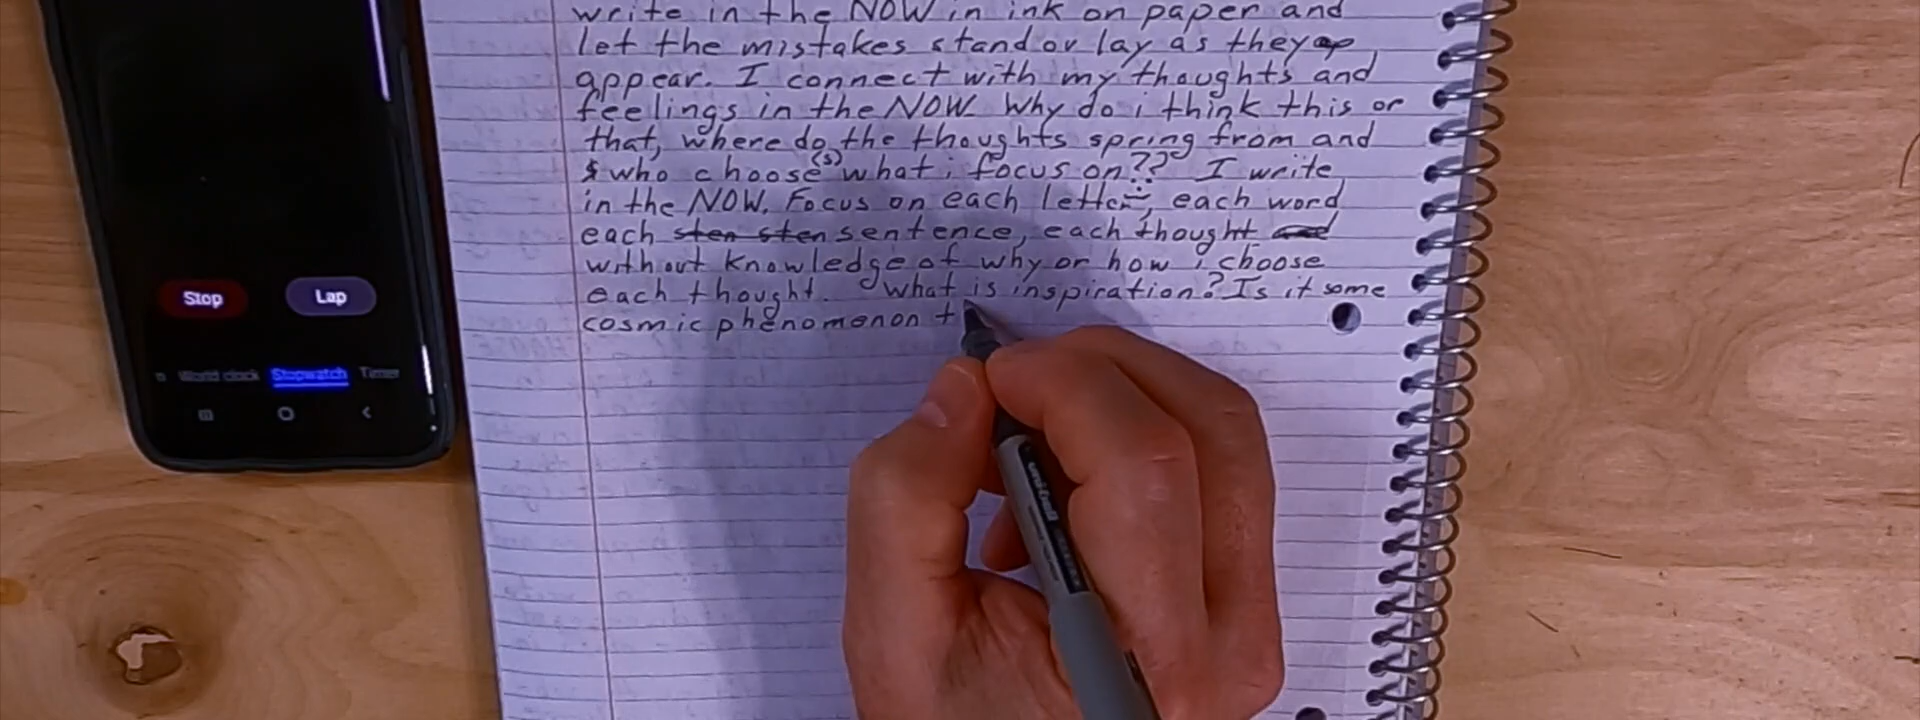 Stop
Lap
World clock
Stopwatch
Timer
write in the NOW in ink on paper and
let the mistakes stand or lay as they ap
appear. I connect with my thoughts and
feelings in the NOW. Why do i think this or
that, where do the thoughts spring from and
$ who choose(s) what i focus on?? I write
in the NOW. Focus on each letter, each word
each sten sten sentence, each thought and
without knowledge of why or how i choose
each thought. What is inspiration? Is it some
cosmic phenomenon t
uni-ball